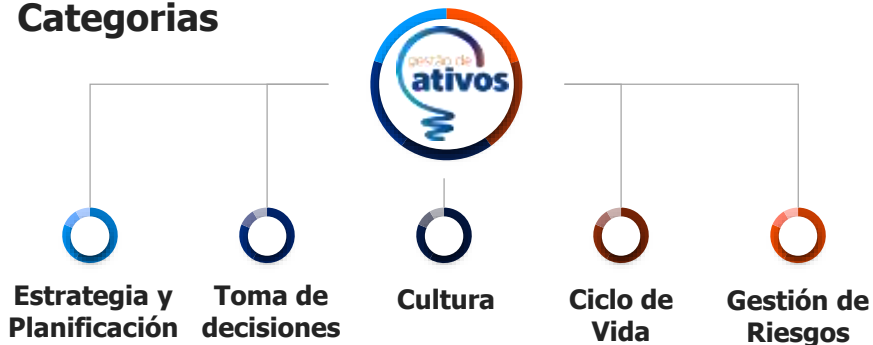 Categorias
gestão de
ativos
Estrategia y
Planificación
Toma de
decisiones
Cultura
Ciclo de
Vida
Gestión de
Riesgos